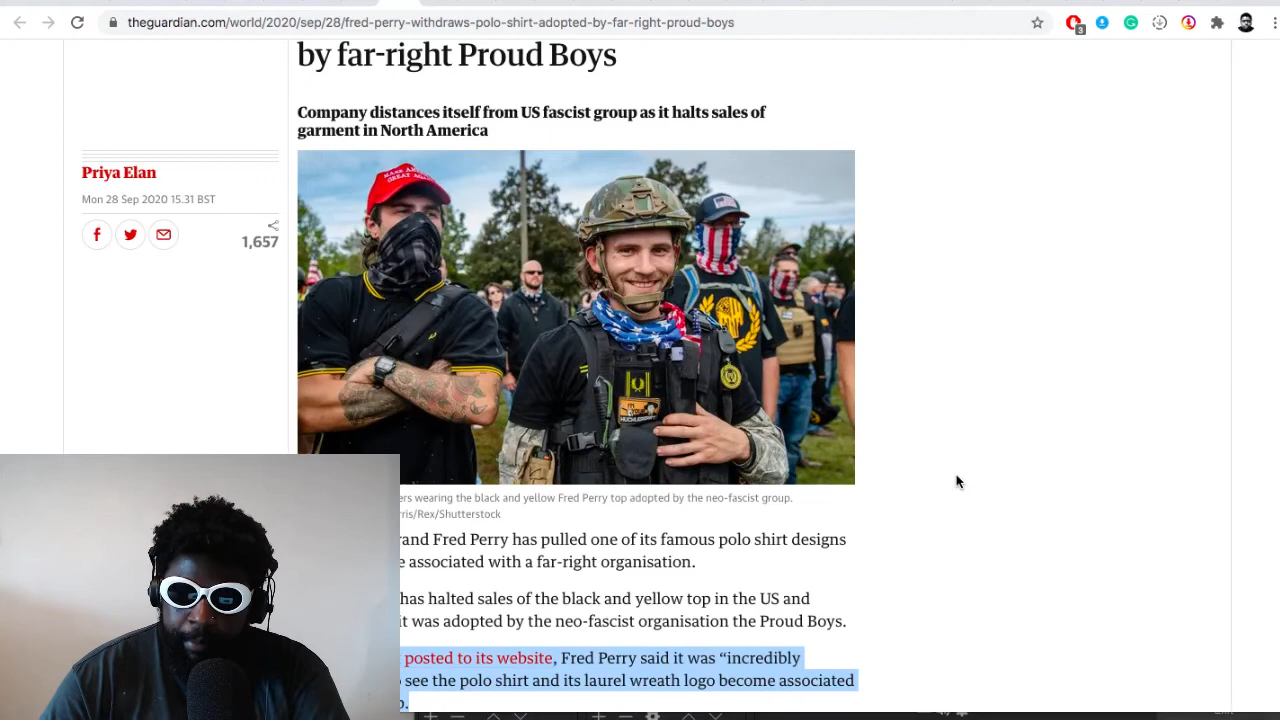 theguardian.com/world/2020/sep/28/fred-perry-withdraws-polo-shirt-adopted-by-far-right-proud-boys
3
by far-right Proud Boys
Company distances itself from US fascist group as it halts sales of
garment in North America
Priya Elan
Mon 28 Sep 2020 15.31 BST
1,657
MAKE AMERICA
GREAT AGAIN
ers wearing the black and yellow Fred Perry top adopted by the neo-fascist group.
rris/Rex/Shutterstock
rand Fred Perry has pulled one of its famous polo shirt designs
e associated with a far-right organisation.
has halted sales of the black and yellow top in the US and
it was adopted by the neo-fascist organisation the Proud Boys.
posted to its website, Fred Perry said it was “incredibly
see the polo shirt and its laurel wreath logo become associated